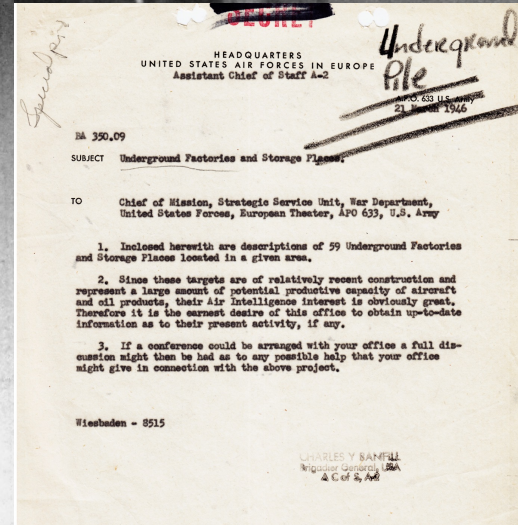 SECRET
HEADQUARTERS
UNITED STATES AIR FORCES IN EUROPE
Assistant Chief of Staff A-2
Underground
File
A.P.O. 633 U.S. Army
21 March 1946
BA 350.09
SUBJECT Underground Factories and Storage Places.
TO Chief of Mission, Strategic Service Unit, War Department,
United States Forces, European Theater, APO 633, U.S. Army
1. Inclosed herewith are descriptions of 59 Underground Factories
and Storage Places located in a given area.
2. Since these targets are of relatively recent construction and
represent a large amount of potential productive capacity of aircraft
and oil products, their Air Intelligence interest is obviously great.
Therefore it is the earnest desire of this office to obtain up-to-date
information as to their present activity, if any.
3. If a conference could be arranged with your office a full dis-
cussion might then be had as to any possible help that your office
might give in connection with the above project.
Wiesbaden - 8515
CHARLES Y BANFILL
Brigadier General, USA
A C of S, A-2